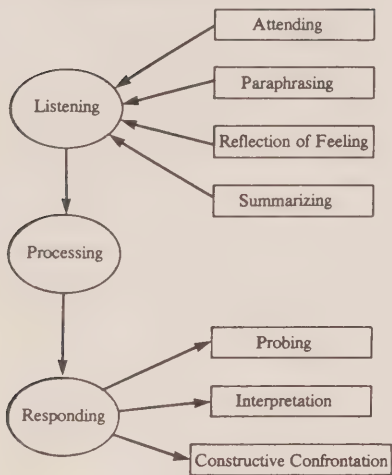 Attending
Paraphrasing
Listening
Reflection of Feeling
Summarizing
Processing
Probing
Interpretation
Responding
Constructive Confrontation